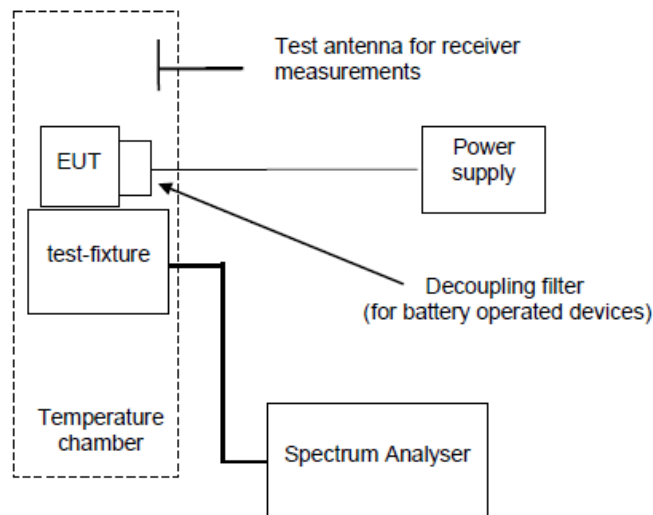 Test antenna for receiver
measurements
EUT
Power
supply
test-fixture
Decoupling filter
(for battery operated devices)
Temperature
chamber
Spectrum Analyser